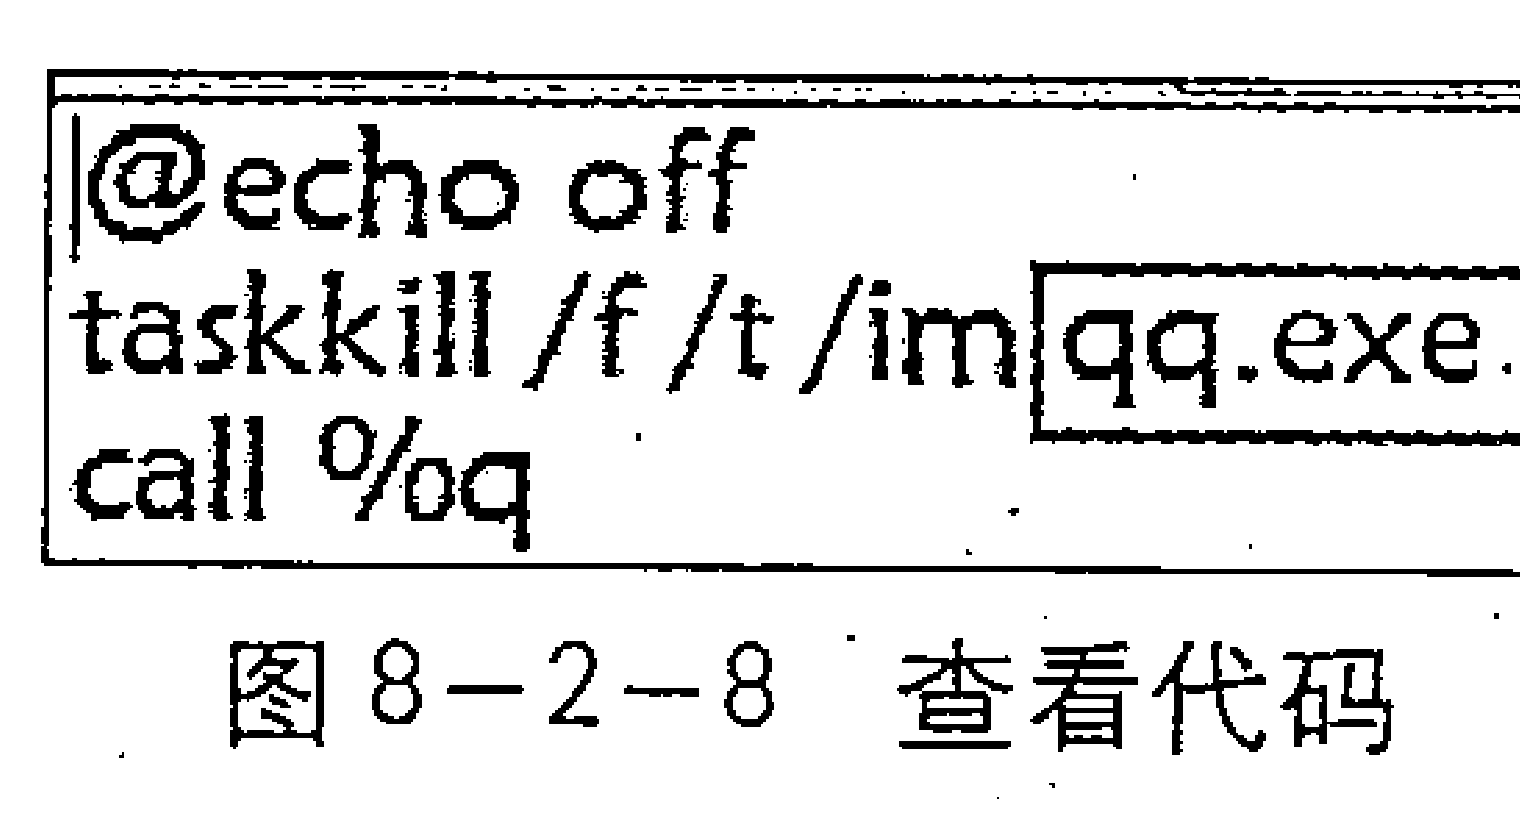 @echo off
taskkill /f /t /im qq.exe
call %q
图8-2-8 查看代码